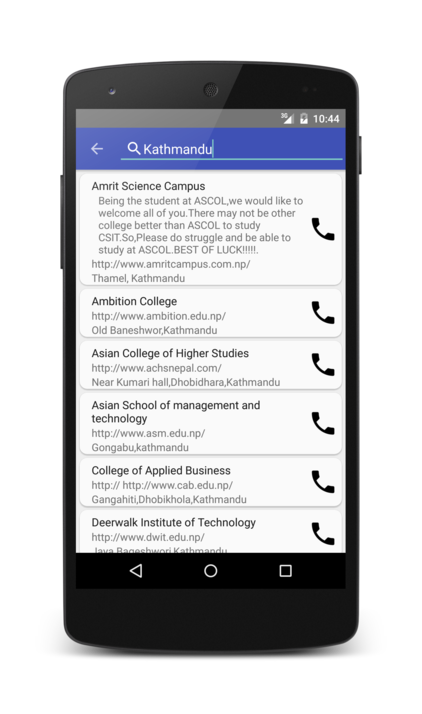 3G 10:44
Kathmandu
Amrit Science Campus
Being the student at ASCOL,we would like to
welcome all of you.There may not be other
college better than ASCOL to study
CSIT.So,Please do struggle and be able to
study at ASCOL.BEST OF LUCK!!!!!.
http://www.amritcampus.com.np/
Thamel, Kathmandu
Ambition College
http://www.ambition.edu.np/
Old Baneshwor,Kathmandu
Asian College of Higher Studies
http://www.achsnepal.com/
Near Kumari hall,Dhobidhara,Kathmandu
Asian School of management and
technology
http://www.asm.edu.np/
Gongabu,kathmandu
College of Applied Business
http:// http://www.cab.edu.np/
Gangahiti,Dhobikhola,Kathmandu
Deerwalk Institute of Technology
http://www.dwit.edu.np/
Jaya Bageshwori,Kathmandu